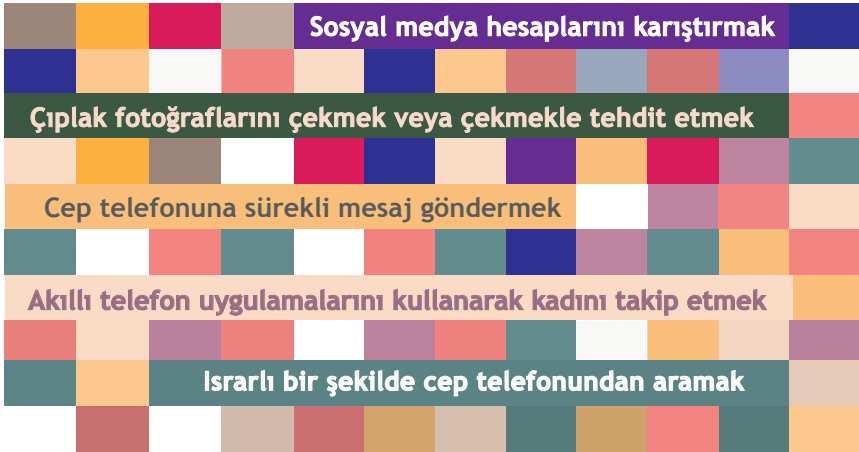 Sosyal medya hesaplarını karıştırmak
Çıplak fotoğraflarını çekmek veya çekmekle tehdit etmek
Cep telefonuna sürekli mesaj göndermek
Akıllı telefon uygulamalarını kullanarak kadını takip etmek
Israrlı bir şekilde cep telefonundan aramak